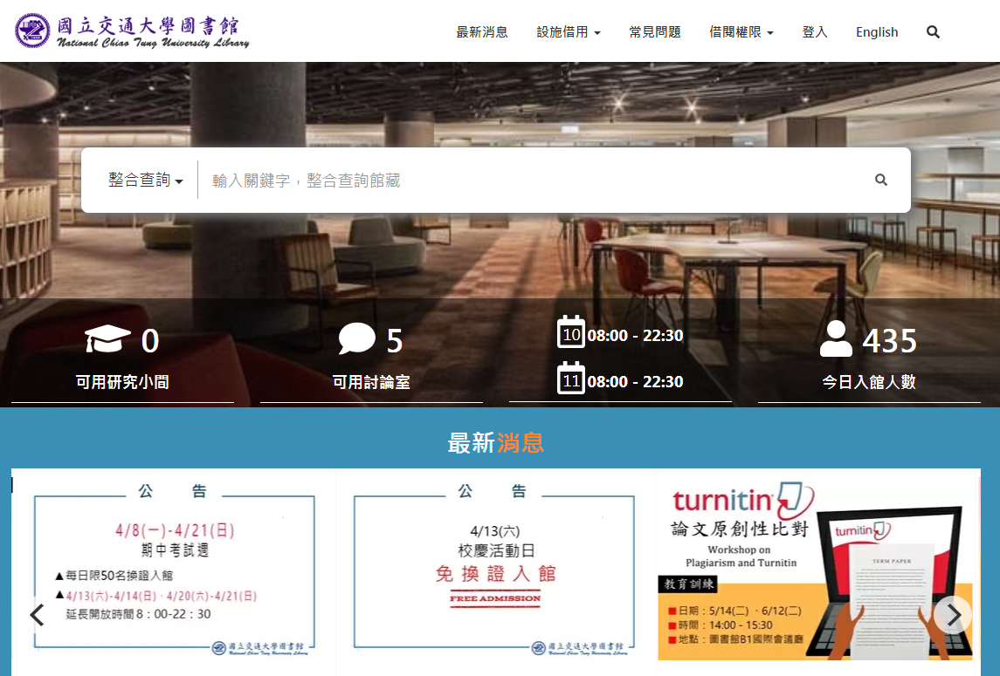 國立交通大學圖書館
National Chiao Tung University Library
最新消息 設施借用 常見問題 借閱權限 登入 English
整合查詢 輸入關鍵字，整合查詢館藏
0
可用研究小間
5
可用討論室
10 08:00 - 22:30
11 08:00 - 22:30
435
今日入館人數
最新消息
公 告
4/8(一)-4/21(日)
期中考試週
▲每日限50名換證入館
▲4/13(六)-4/14(日)、4/20(六)-4/21(日)
延長開放時間8：00-22：30
國立交通大學圖書館
National Chiao Tung University Library
公 告
4/13(六)
校慶活動日
免換證入館
FREE ADMISSION
國立交通大學圖書館
National Chiao Tung University Library
turnitin
論文原創性比對
Workshop on
Plagiarism and Turnitin
教育訓練
■日期：5/14(二)、6/12(三)
■時間：14:00 - 15:30
■地點：圖書館B1國際會議廳
turnitin
TERM PAPER